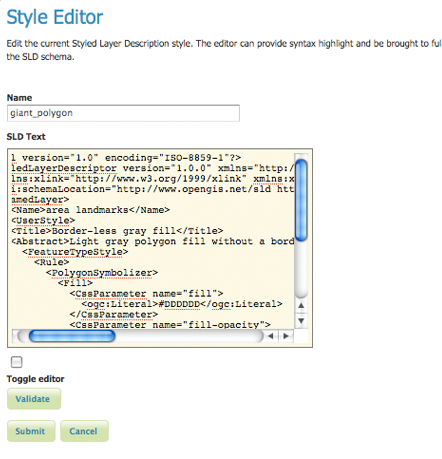 Style Editor
Edit the current Styled Layer Description style. The editor can provide syntax highlight and be brought to ful
the SLD schema.
Name
giant_polygon
SLD Text
l version="1.0" encoding="ISO-8859-1"?>
ledLayerDescriptor version="1.0.0" xmlns="http:/
lns:xlink="http://www.w3.org/1999/xlink" xmlns:x
i:schemaLocation="http://www.opengis.net/sld htt
medLayer>
<Name>area landmarks</Name>
<UserStyle>
<Title>Border-less gray fill</Title>
<Abstract>Light gray polygon fill without a bord
<FeatureTypeStyle>
<Rule>
<PolygonSymbolizer>
<Fill>
<CssParameter name="fill">
<ogc:Literal>#DDDDDD</ogc:Literal>
</CssParameter>
<CssParameter name="fill-opacity">
Toggle editor
Validate
Submit Cancel